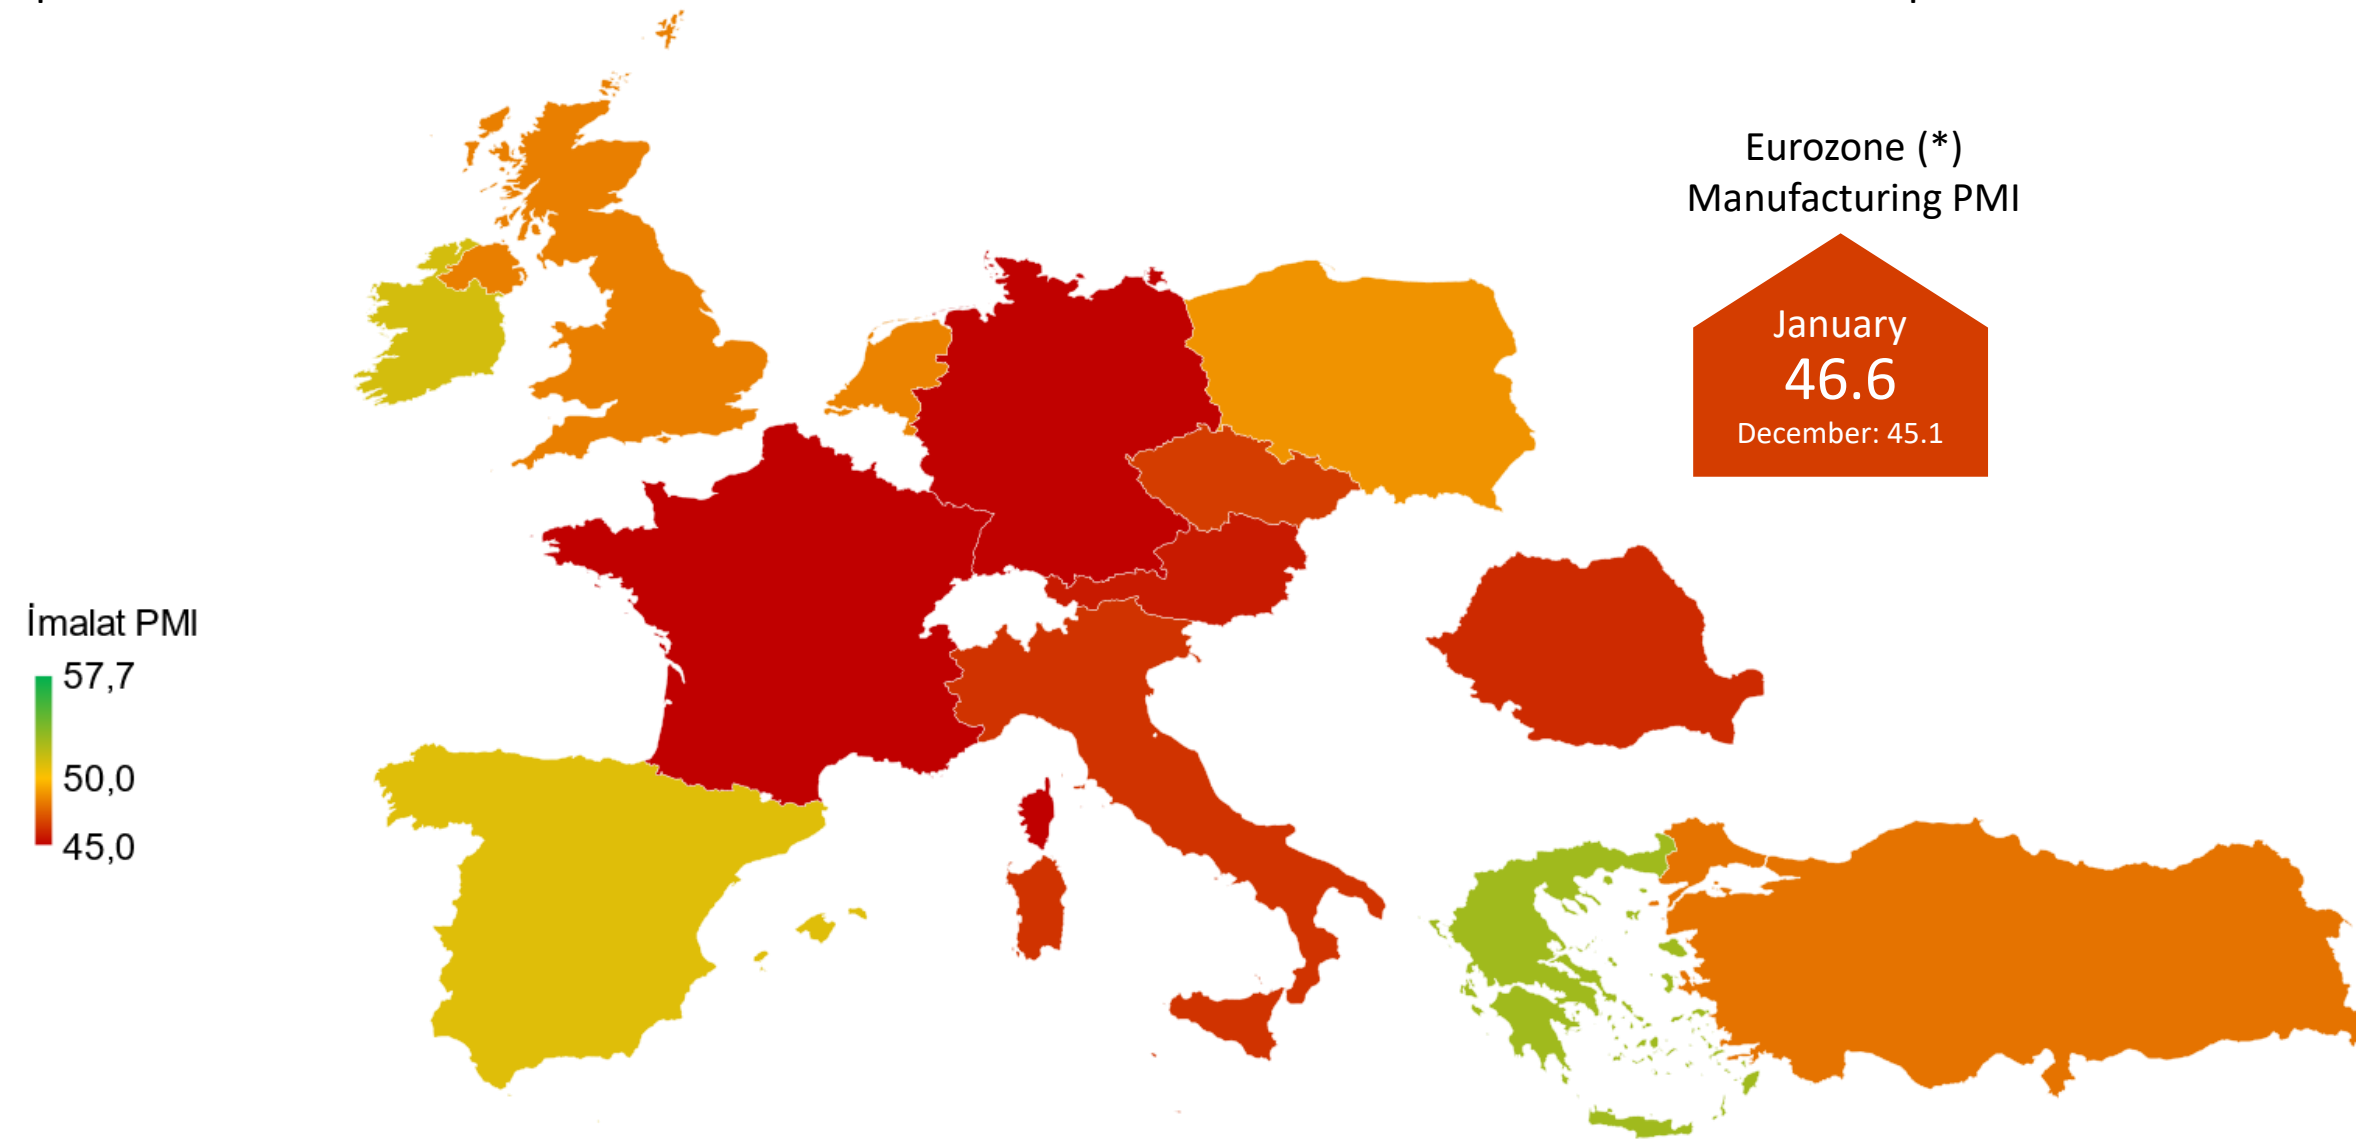 Eurozone (*)
Manufacturing PMI
January
46.6
December: 45.1
İmalat PMI
57,7
50,0
45,0